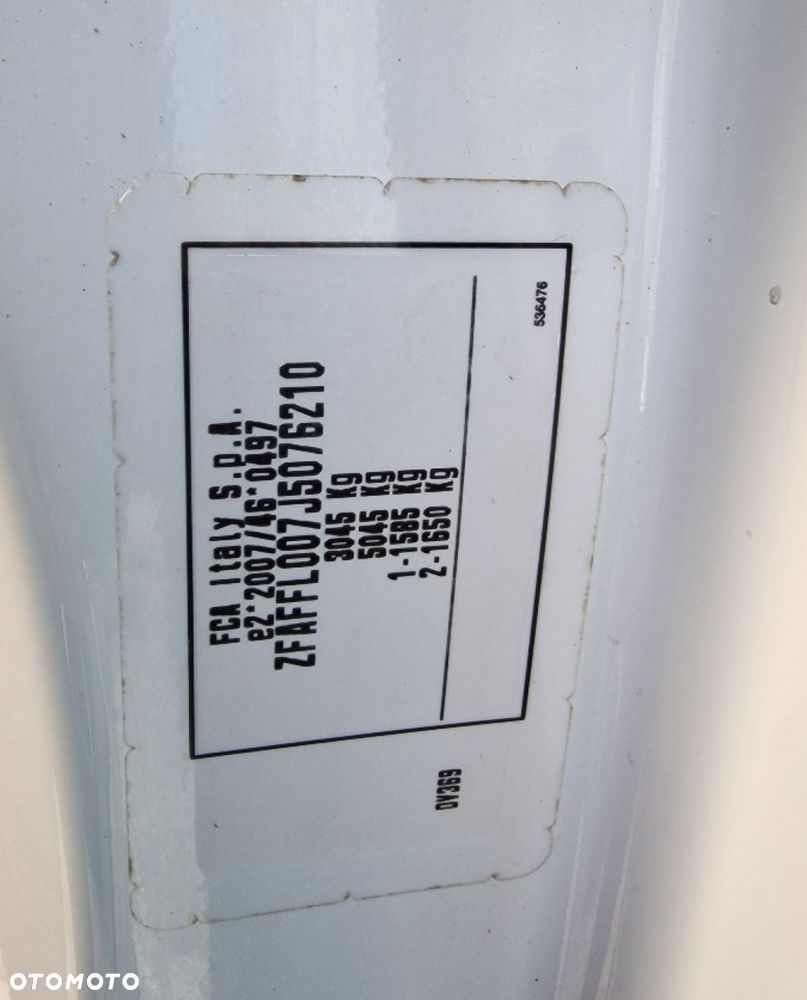 FCA Italy S.p.A.
e2*2007/46*0497
ZFAFFL007J5076210
3045 Kg
5045 Kg
1-1585 Kg
2-1650 Kg
536476
0V369
OTOMOTO